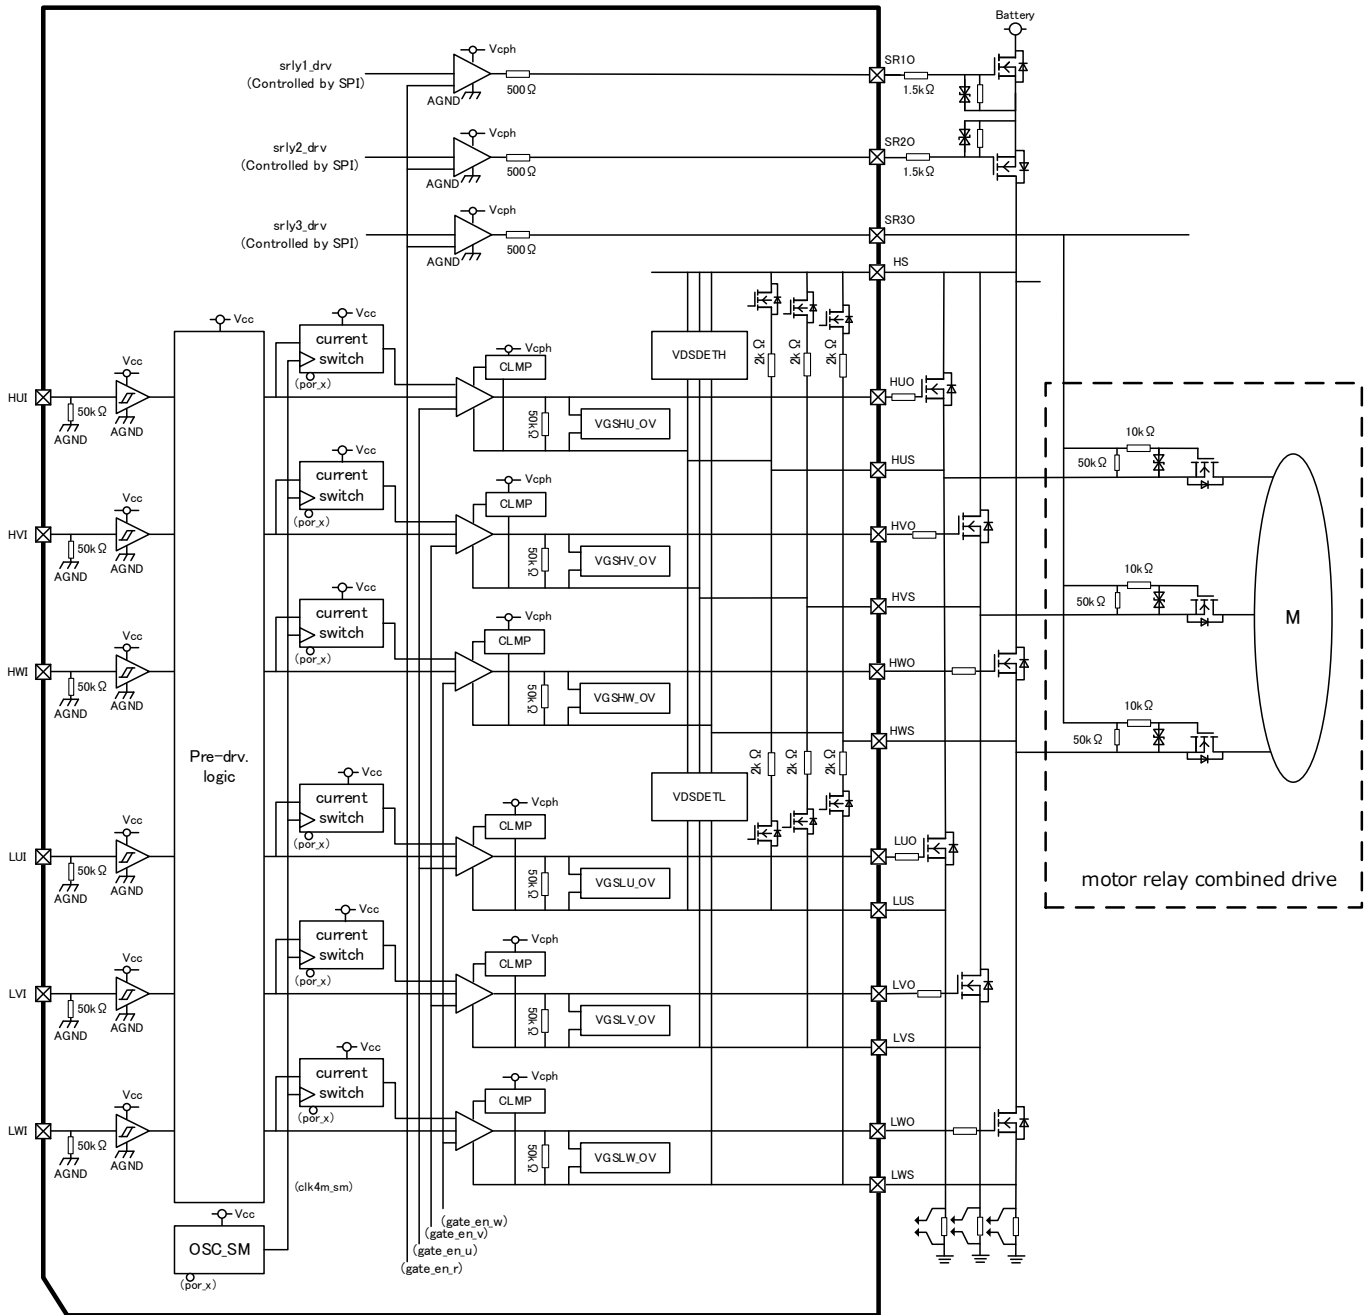 Battery
Vcph
srly1_drv
(Controlled by SPI)
AGND
500Ω
SR1O
1.5kΩ
Vcph
srly2_drv
(Controlled by SPI)
AGND
500Ω
SR2O
1.5kΩ
Vcph
srly3_drv
(Controlled by SPI)
AGND
500Ω
SR3O
HS
Vcc
Vcc
current
switch
(por_x)
Vcph
CLMP
VDSDETH
2kΩ
2kΩ
2kΩ
Vcc
HUI
50kΩ
AGND
AGND
50kΩ
VGSHU_OV
HUO
HUS
Vcc
current
switch
(por_x)
Vcph
CLMP
Vcc
HVI
50kΩ
AGND
AGND
50kΩ
VGSHV_OV
HVO
HVS
Vcc
current
switch
(por_x)
Vcph
CLMP
Vcc
HWI
50kΩ
AGND
AGND
50kΩ
VGSHW_OV
HWO
HWS
10kΩ
50kΩ
10kΩ
50kΩ
10kΩ
50kΩ
M
motor relay combined drive
Pre-drv.
logic
2kΩ
2kΩ
2kΩ
VDSDETL
Vcc
current
switch
(por_x)
Vcph
CLMP
Vcc
LUI
50kΩ
AGND
AGND
50kΩ
VGSLU_OV
LUO
LUS
Vcc
current
switch
(por_x)
Vcph
CLMP
Vcc
LVI
50kΩ
AGND
AGND
50kΩ
VGSLV_OV
LVO
LVS
Vcc
current
switch
(por_x)
Vcph
CLMP
Vcc
LWI
50kΩ
AGND
AGND
50kΩ
VGSLW_OV
LWO
LWS
(clk4m_sm)
Vcc
OSC_SM
(por_x)
(gate_en_w)
(gate_en_v)
(gate_en_u)
(gate_en_r)